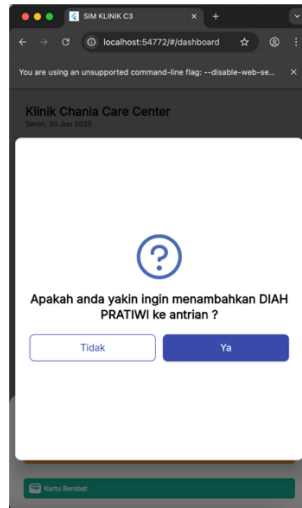 SIM KLINIK C3
localhost:54772/#/dashboard
You are using an unsupported command-line flag: --disable-web-se...
Klinik Chania Care Center
Senin, 30 Jun 2025
Apakah anda yakin ingin menambahkan DIAH
PRATIWI ke antrian ?
Tidak
Ya
Kartu Berobat